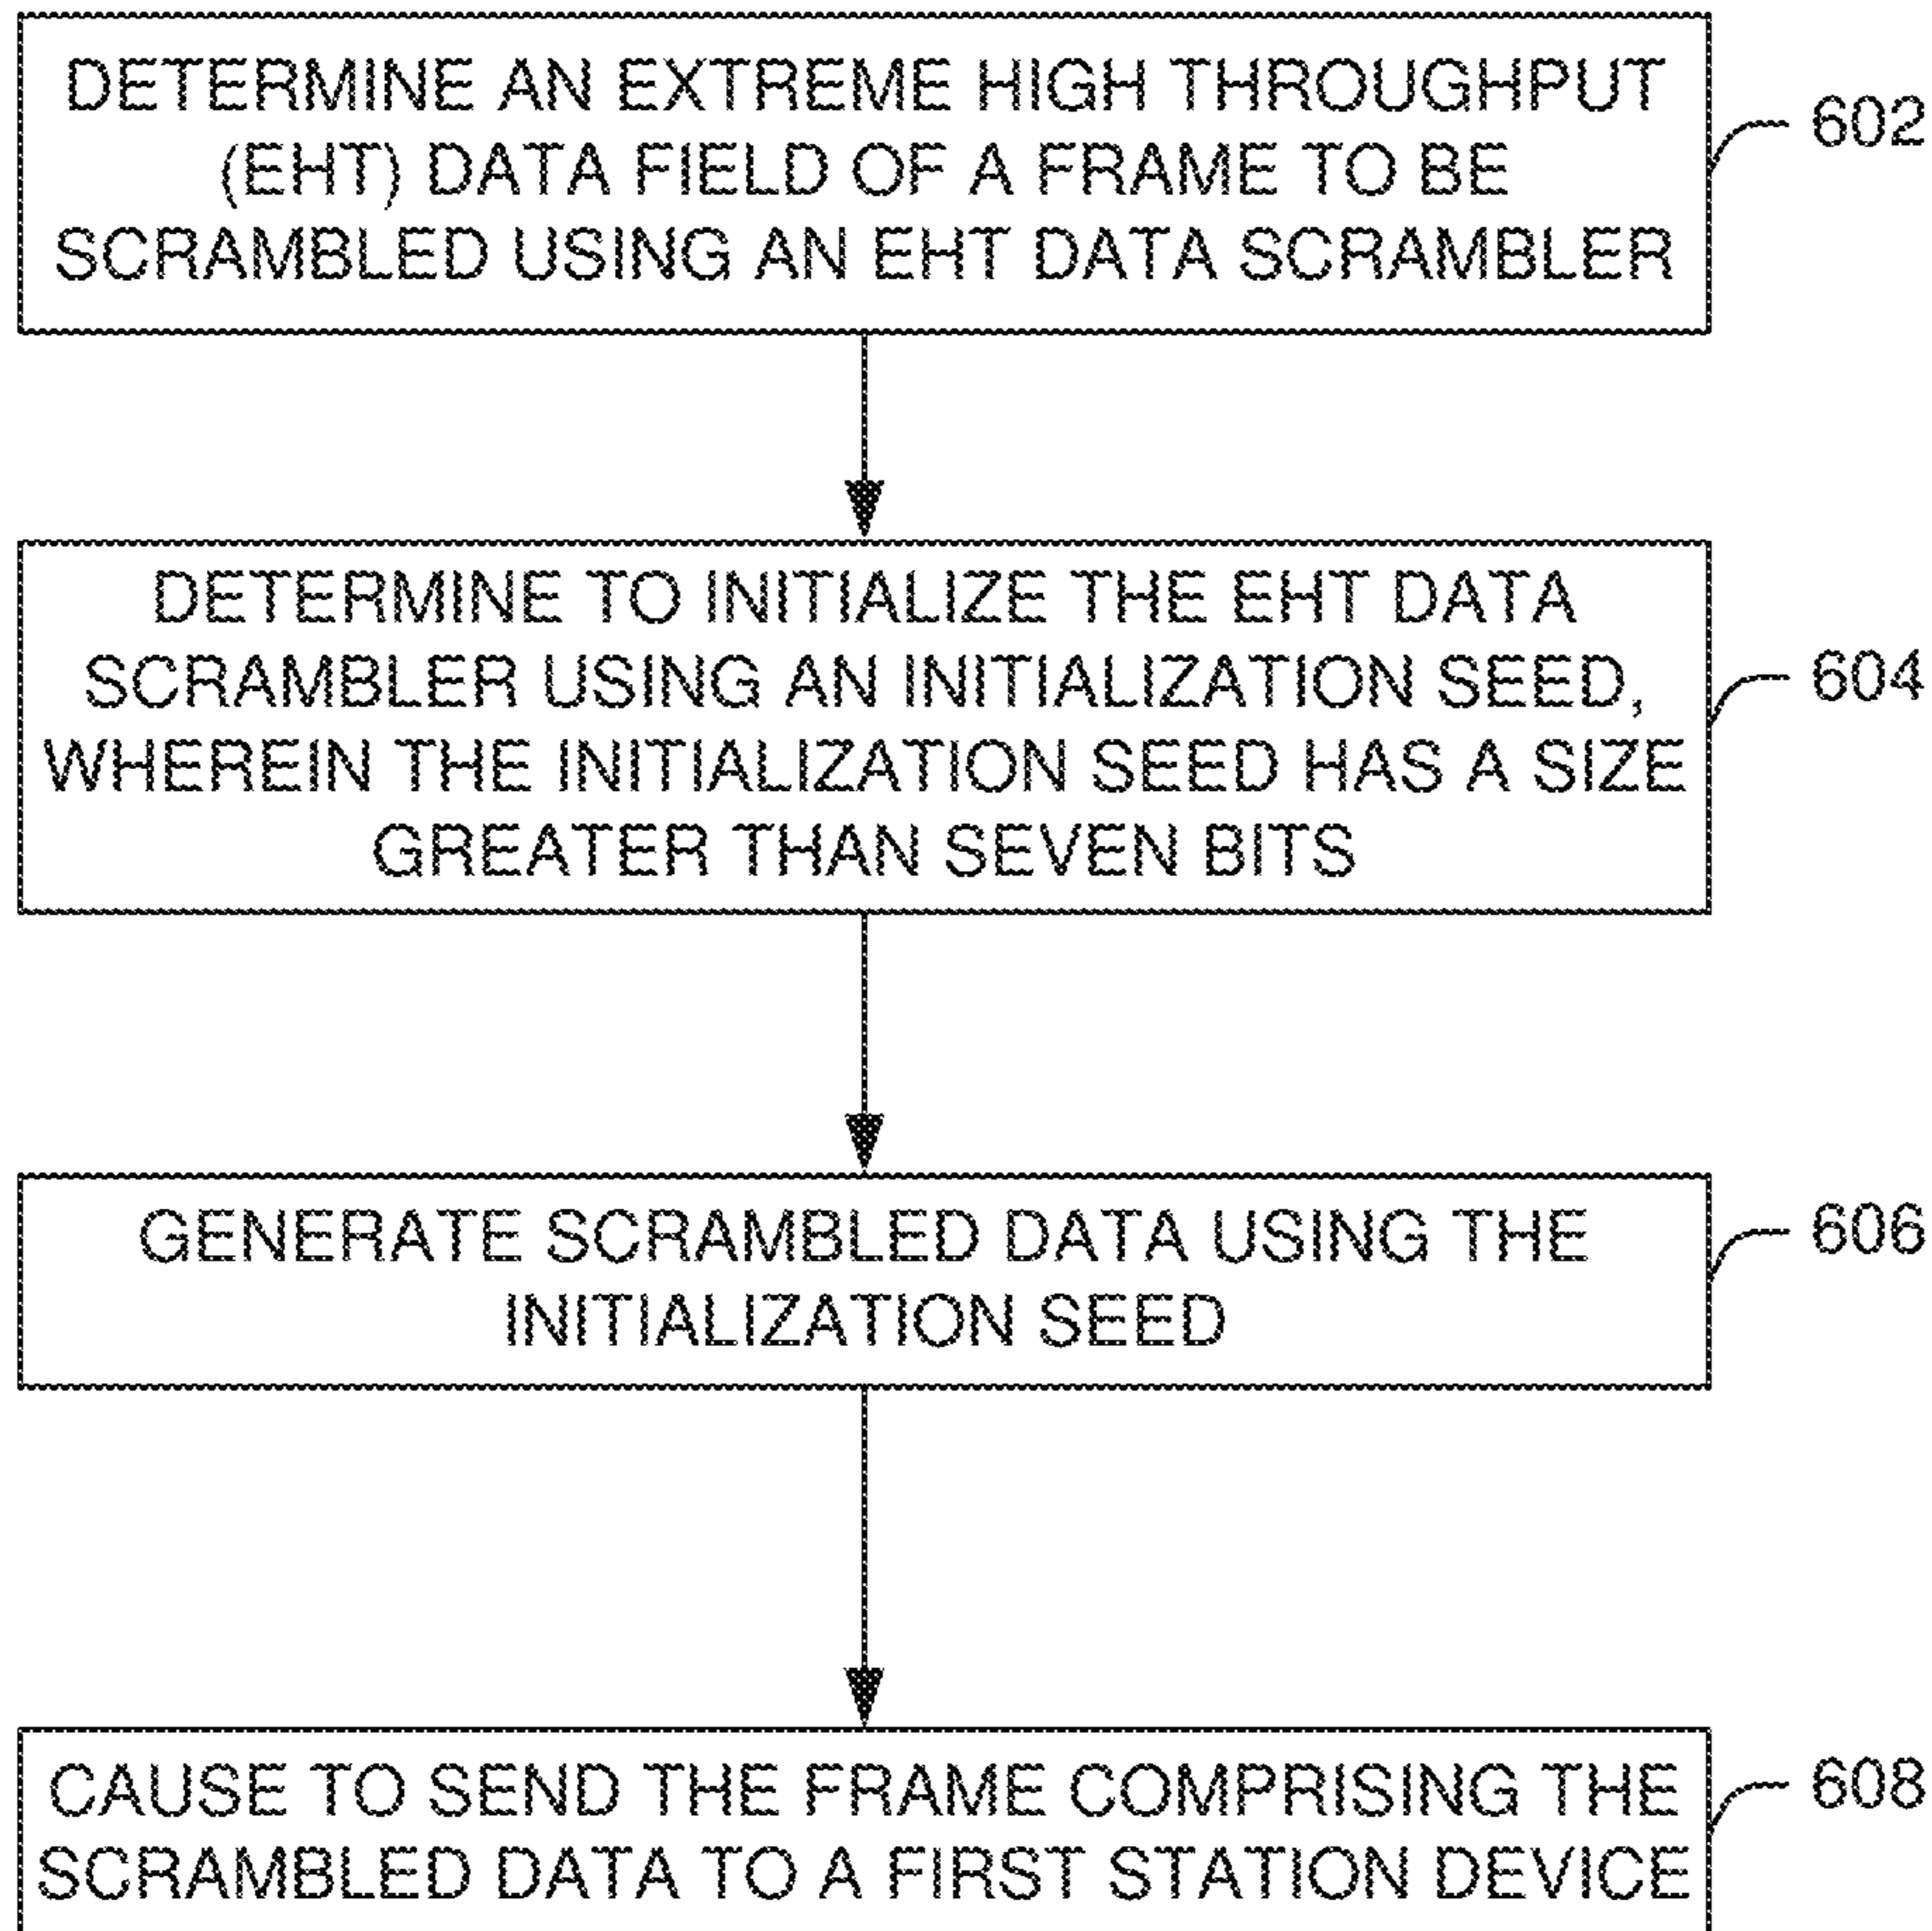 DETERMINE AN EXTREME HIGH THROUGHPUT
(EHT) DATA FIELD OF A FRAME TO BE
SCRAMBLED USING AN EHT DATA SCRAMBLER
602
DETERMINE TO INITIALIZE THE EHT DATA
SCRAMBLER USING AN INITIALIZATION SEED,
WHEREIN THE INITIALIZATION SEED HAS A SIZE
GREATER THAN SEVEN BITS
604
GENERATE SCRAMBLED DATA USING THE
INITIALIZATION SEED
606
CAUSE TO SEND THE FRAME COMPRISING THE
SCRAMBLED DATA TO A FIRST STATION DEVICE
608